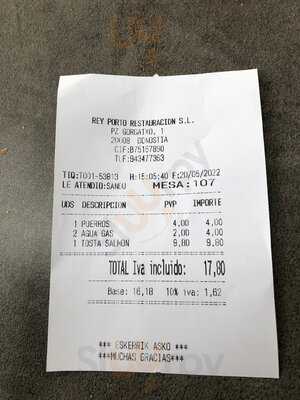 REY PORTO RESTAURACION S.L.
PZ GORGATXO, 1
20008 DONOSTIA
CIF:B75157890
TLF:943477363
TIQ:T001-53813 H:15:05:40 F:20/05/2022
LE ATENDIO:SANEU MESA:107
UDS DESCRIPCION PVP IMPORTE
1 PUERROS 4,00 4,00
2 AGUA GAS 2,00 4,00
1 TOSTA SALMON 9,80 9,80
TOTAL Iva incluido: 17,80
Base: 16,18 10% iva: 1,62
*** ESKERRIK ASKO ***
***MUCHAS GRACIAS***